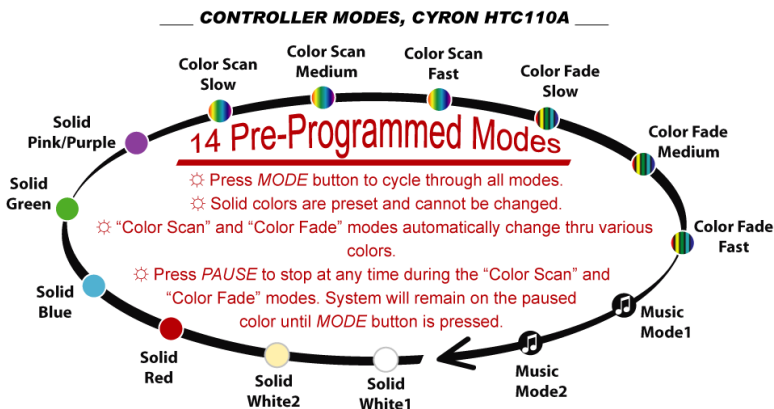 ____ CONTROLLER MODES, CYRON HTC110A ____
Color Scan
Slow
Color Scan
Medium
Color Scan
Fast
Color Fade
Slow
Color Fade
Medium
Color Fade
Fast
Music
Mode1
Music
Mode2
Solid
White1
Solid
White2
Solid
Red
Solid
Blue
Solid
Green
Solid
Pink/Purple
14 Pre-Programmed Modes
☼ Press MODE button to cycle through all modes.
☼ Solid colors are preset and cannot be changed.
☼ “Color Scan” and “Color Fade” modes automatically change thru various
colors.
☼ Press PAUSE to stop at any time during the “Color Scan” and
“Color Fade” modes. System will remain on the paused
color until MODE button is pressed.